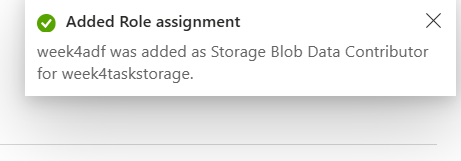 Added Role assignment
week4adf was added as Storage Blob Data Contributor
for week4taskstorage.